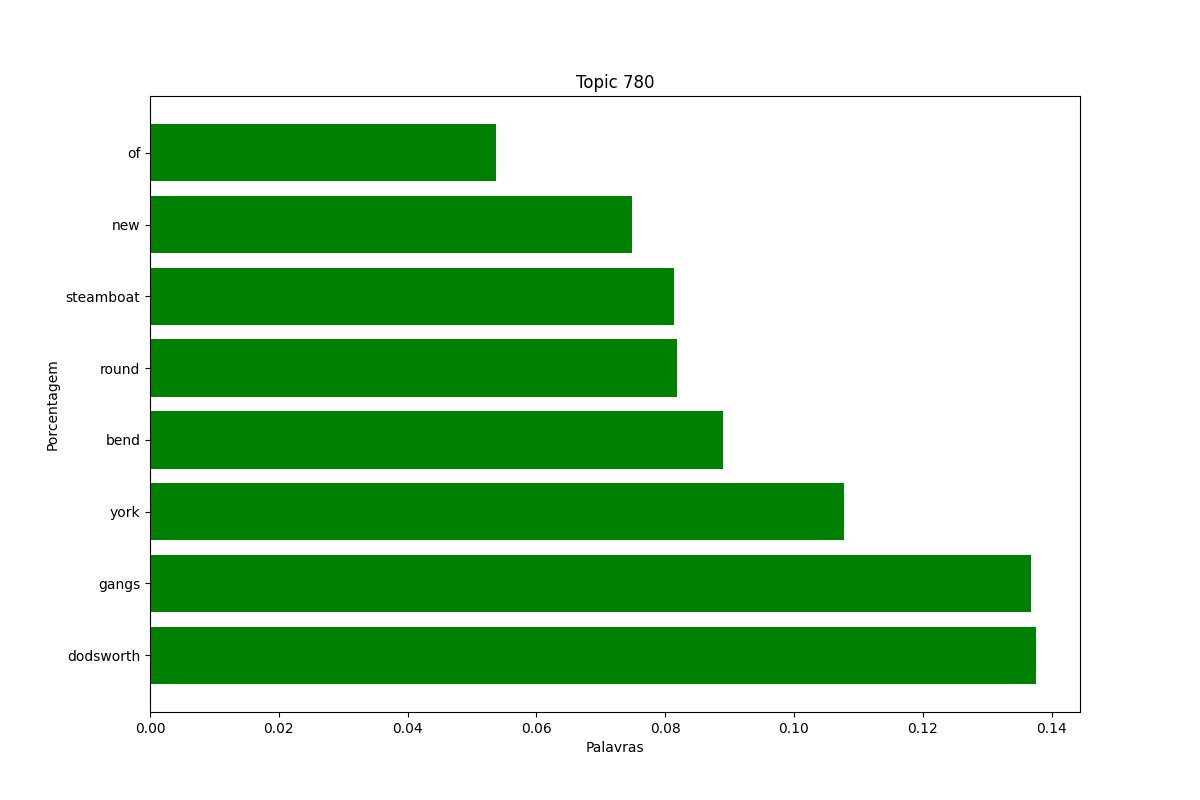 Topic 780
of
new
steamboat
round
bend
york
gangs
dodsworth
Porcentagem
0.00 0.02 0.04 0.06 0.08 0.10 0.12 0.14
Palavras